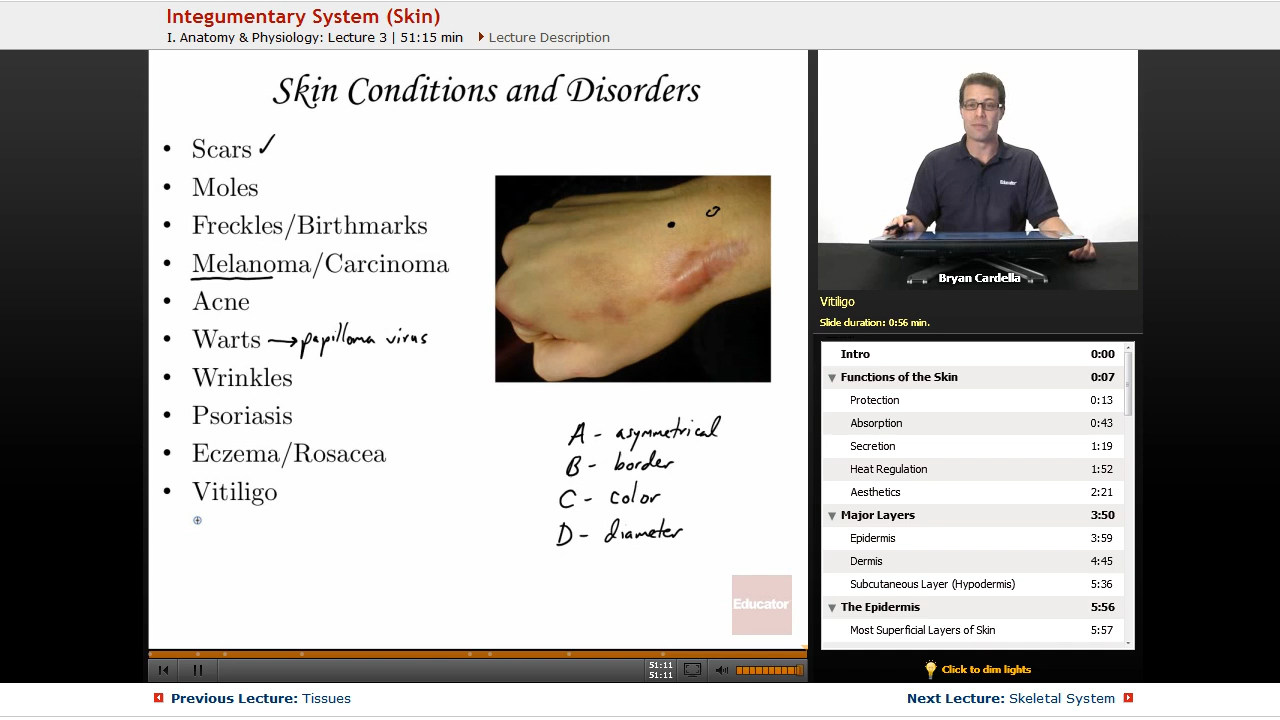 Integumentary System (Skin)
I. Anatomy & Physiology: Lecture 3 | 51:15 min Lecture Description
Skin Conditions and Disorders
• Scars ✓
• Moles
• Freckles/Birthmarks
• Melanoma/Carcinoma
• Acne
• Warts → papilloma virus
• Wrinkles
• Psoriasis
• Eczema/Rosacea
• Vitiligo
A - asymmetrical
B - border
C - color
D - diameter
Educator
51:11
51:11
Educator
Bryan Cardella
Vitiligo
Slide duration: 0:56 min.
Intro 0:00
Functions of the Skin 0:07
Protection 0:13
Absorption 0:43
Secretion 1:19
Heat Regulation 1:52
Aesthetics 2:21
Major Layers 3:50
Epidermis 3:59
Dermis 4:45
Subcutaneous Layer (Hypodermis) 5:36
The Epidermis 5:56
Most Superficial Layers of Skin 5:57
Click to dim lights
Previous Lecture: Tissues
Next Lecture: Skeletal System